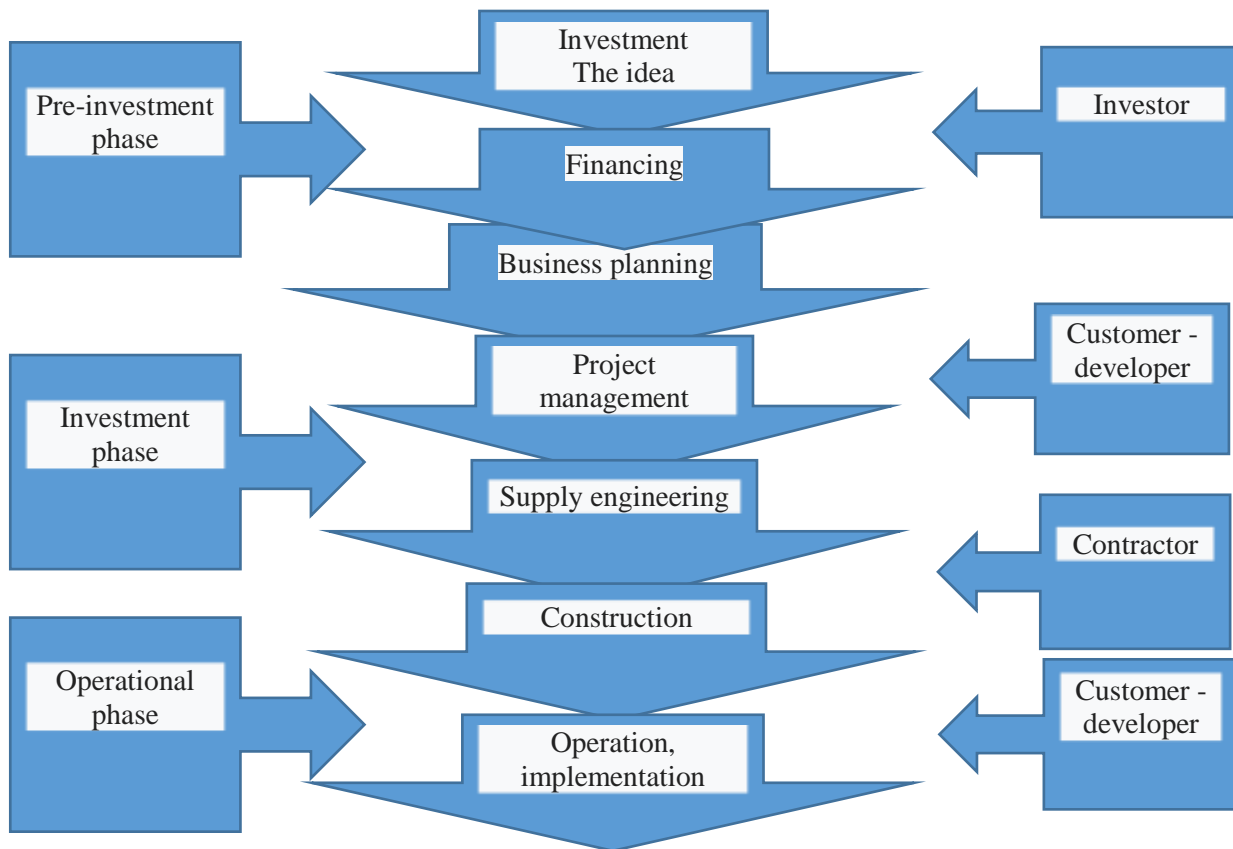 Investment
The idea
Pre-investment
phase
Investor
Financing
Business planning
Customer -
developer
Project
management
Investment
phase
Supply engineering
Contractor
Construction
Operational
phase
Customer -
developer
Operation,
implementation